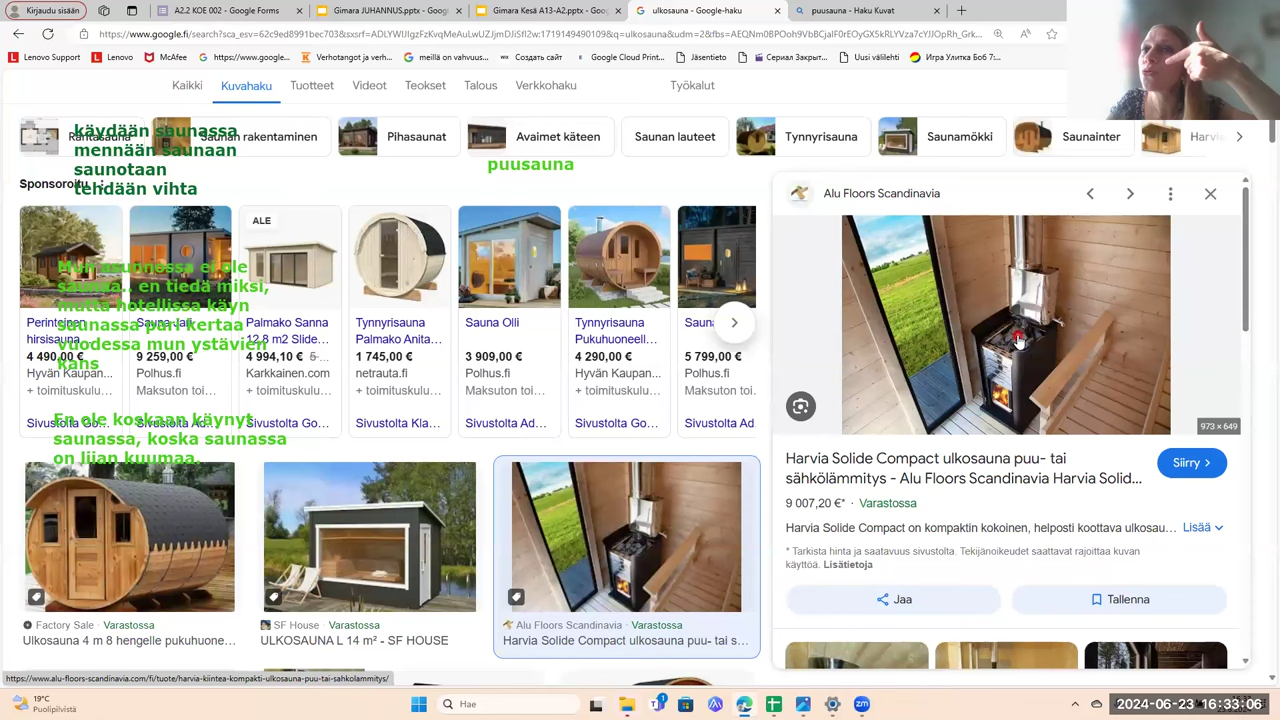 Kirjaudu sisään
A2.2 KOE 002 - Google Forms
Gimara JUHANNUS.pptx - Google
Gimara Kesä A13-A2.pptx - Goo
ulkosauna - Google-haku
puusauna - Haku Kuvat
Lenovo Support
Lenovo
McAfee
https://www.google...
Verhotangot ja verh...
meillä on vahvuus...
Создать сайт
Google Cloud Print...
Jäsentieto
Сериал Закрыт...
Uusi välilehti
Игра Улитка Боб 7:...
Kaikki
Kuvahaku
Tuotteet
Videot
Teokset
Talous
Verkkohaku
Työkalut
Rantasauna
Saunan rakentaminen
Pihasaunat
Avaimet käteen
Saunan lauteet
Tynnyrisauna
Saunamökki
Saunainter
Harvia
käydään saunassa
mennään saunaan
saunotaan
tehdään vihta
puusauna
Sponsoroitu
ALE
Mun asunnossa ei ole
saunaa.. en tiedä miksi,
mutta hotellissa käyn
saunassa pari kertaa
vuodessa mun ystävien
kans
En ole koskaan käynyt
saunassa, koska saunassa
on liian kuumaa.
Perinteinen
hirsisauna...
4 490,00 €
Hyvän Kaupan...
+ toimituskulu...
Sivustolta Go...
Sauna Jari
9 259,00 €
Polhus.fi
Maksuton toi...
Sivustolta Ad...
Palmako Sanna
12.8 m2 Slide...
4 994,10 € 5 ...
Karkkainen.com
+ toimituskulu...
Sivustolta Go...
Tynnyrisauna
Palmako Anita...
1 745,00 €
netrauta.fi
+ toimituskulu...
Sivustolta Kla...
Sauna Olli
3 909,00 €
Polhus.fi
Maksuton toi...
Sivustolta Ad...
Tynnyrisauna
Pukuhuoneell...
4 290,00 €
Hyvän Kaupan...
+ toimituskulu...
Sivustolta Go...
Sauna
5 799,00 €
Polhus.fi
Maksuton toi...
Sivustolta Ad
Factory Sale · Varastossa
Ulkosauna 4 m 8 hengelle pukuhuone...
SF House · Varastossa
ULKOSAUNA L 14 m² - SF HOUSE
Alu Floors Scandinavia · Varastossa
Harvia Solide Compact ulkosauna puu- tai s...
Alu Floors Scandinavia
973 × 649
Harvia Solide Compact ulkosauna puu- tai
sähkölämmitys - Alu Floors Scandinavia Harvia Solid...
Siirry
9 007,20 €* · Varastossa
Harvia Solide Compact on kompaktin kokoinen, helposti koottava ulkosau... Lisää
* Tarkista hinta ja saatavuus sivustolta. Tekijänoikeudet saattavat rajoittaa kuvan
käyttöä. Lisätietoja
Jaa
Tallenna
https://www.alu-floors-scandinavia.com/fi/tuote/harvia-kiintea-kompakti-ulkosauna-puu-tai-sahkolammitys/
19°C
Puolipilvistä
Hae
2024-06-23 16:33:06